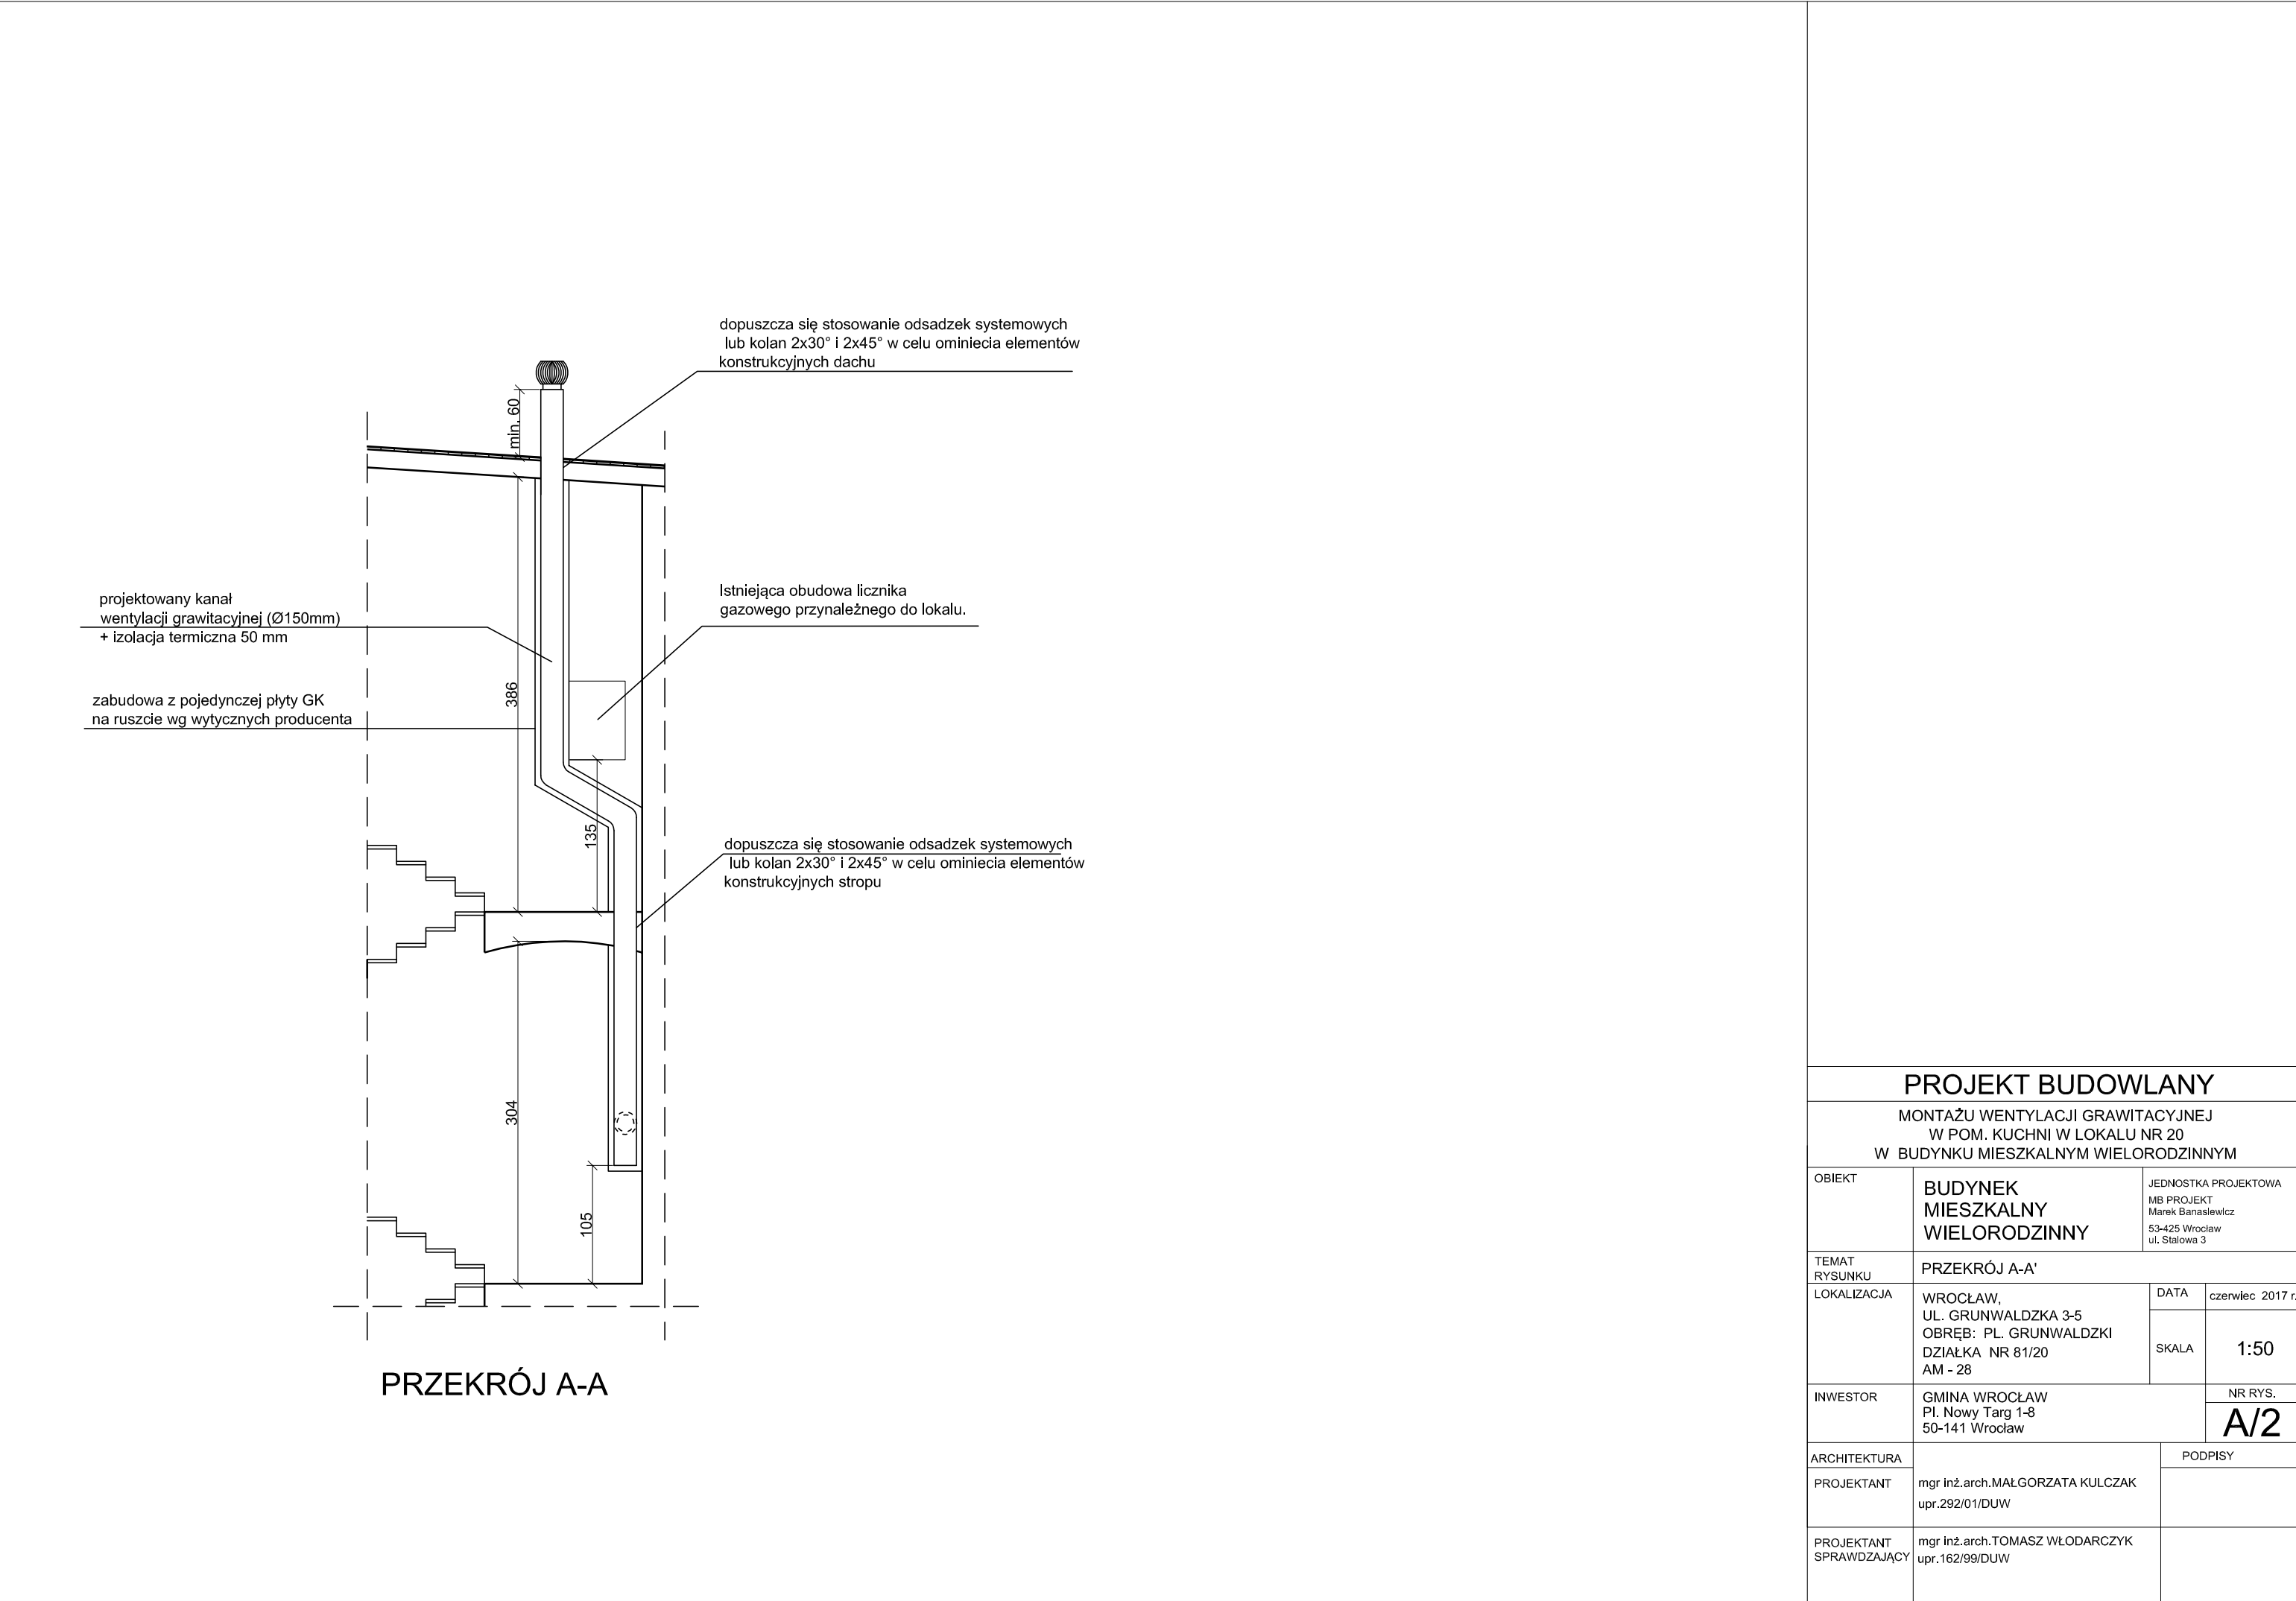 dopuszcza się stosowanie odsadzek systemowych
lub kolan 2x30° i 2x45° w celu ominiecia elementów
konstrukcyjnych dachu
min. 60
projektowany kanał
wentylacji grawitacyjnej (Ø150mm)
+ izolacja termiczna 50 mm
Istniejąca obudowa licznika
gazowego przynależnego do lokalu.
386
zabudowa z pojedynczej płyty GK
na ruszcie wg wytycznych producenta
135
dopuszcza się stosowanie odsadzek systemowych
lub kolan 2x30° i 2x45° w celu ominiecia elementów
konstrukcyjnych stropu
304
105
PRZEKRÓJ A-A
PROJEKT BUDOWLANY
MONTAŻU WENTYLACJI GRAWITACYJNEJ
W POM. KUCHNI W LOKALU NR 20
W BUDYNKU MIESZKALNYM WIELORODZINNYM
OBIEKT
BUDYNEK
MIESZKALNY
WIELORODZINNY
JEDNOSTKA PROJEKTOWA
MB PROJEKT
Marek Banasiewicz
53-425 Wrocław
ul. Stalowa 3
TEMAT
RYSUNKU
PRZEKRÓJ A-A'
LOKALIZACJA
WROCŁAW,
UL. GRUNWALDZKA 3-5
OBRĘB: PL. GRUNWALDZKI
DZIAŁKA NR 81/20
AM - 28
DATA
czerwiec 2017 r.
SKALA
1:50
INWESTOR
GMINA WROCŁAW
Pl. Nowy Targ 1-8
50-141 Wrocław
NR RYS.
A/2
ARCHITEKTURA
PODPISY
PROJEKTANT
mgr inż.arch.MAŁGORZATA KULCZAK
upr.292/01/DUW
PROJEKTANT
SPRAWDZAJĄCY
mgr inż.arch.TOMASZ WŁODARCZYK
upr.162/99/DUW